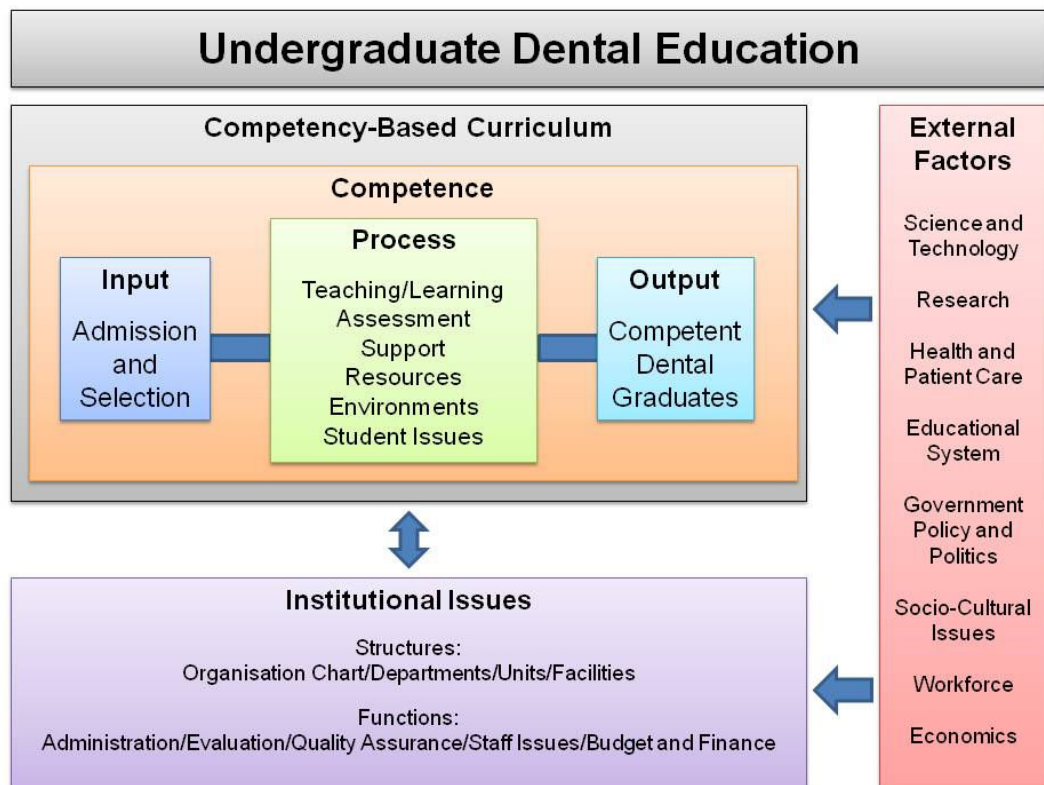 Undergraduate Dental Education
Competency-Based Curriculum
Competence
Input
Admission
and
Selection
Process
Teaching/Learning
Assessment
Support
Resources
Environments
Student Issues
Output
Competent
Dental
Graduates
Institutional Issues
Structures:
Organisation Chart/Departments/Units/Facilities
Functions:
Administration/Evaluation/Quality Assurance/Staff Issues/Budget and Finance
External
Factors
Science and
Technology
Research
Health and
Patient Care
Educational
System
Government
Policy and
Politics
Socio-Cultural
Issues
Workforce
Economics